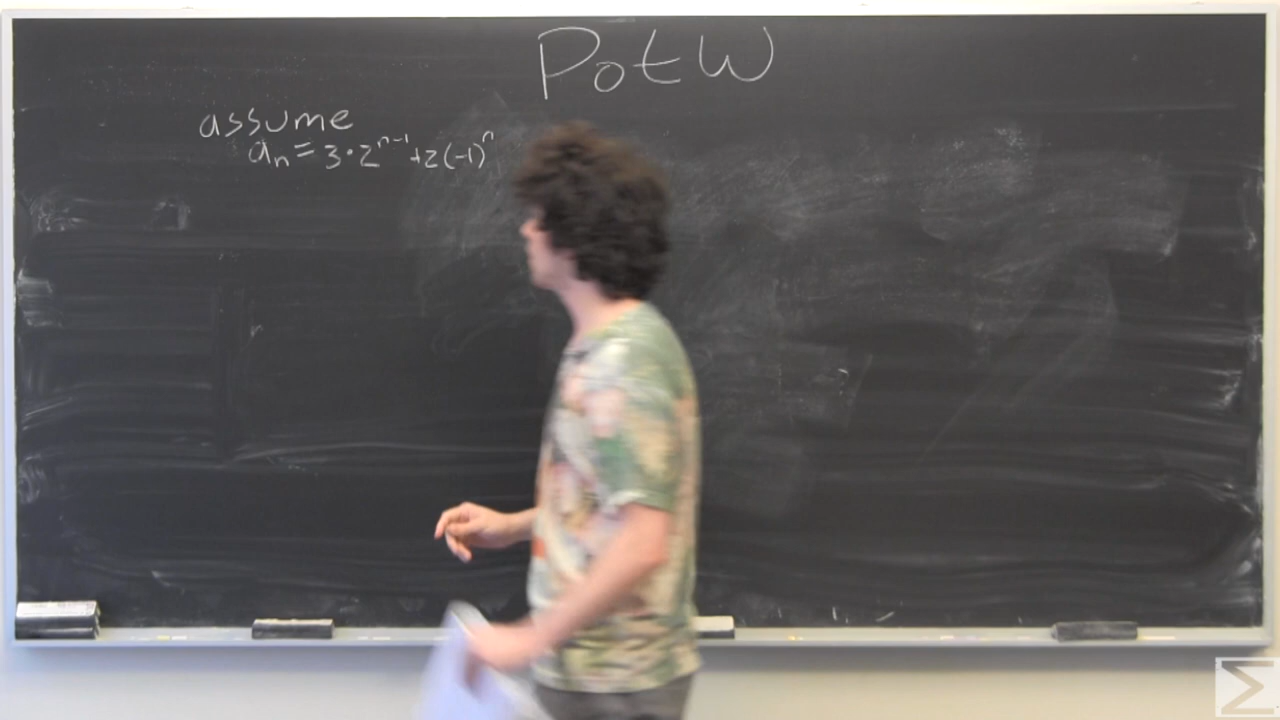 PotW
assume
aₙ = 3·2ⁿ⁻¹+2(-1)ⁿ
Σ